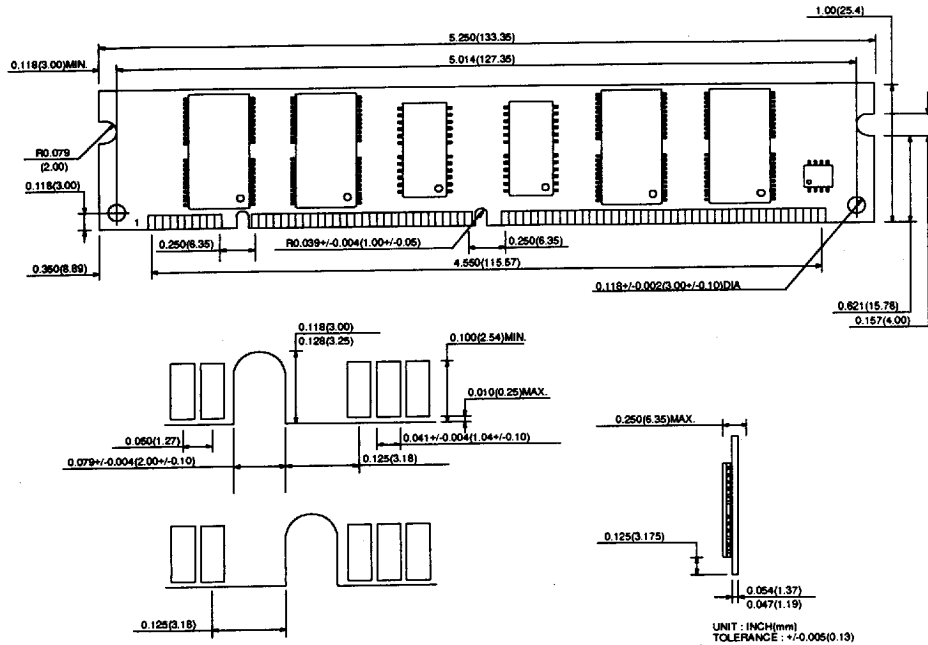 1.00(25.4)
5.250(133.35)
0.118(3.00)MIN.
5.014(127.35)
R0.079
(2.00)
0.118(3.00)
1
0.250(6.35)
R0.039+/-0.004(1.00+/-0.05)
0.250(6.35)
0.350(8.89)
4.550(115.57)
0.118+/-0.002(3.00+/-0.10)DIA
0.621(15.78)
0.157(4.00)
0.118(3.00)
0.128(3.25)
0.100(2.54)MIN.
0.010(0.25)MAX.
0.250(6.35)MAX.
0.050(1.27)
0.041+/-0.004(1.04+/-0.10)
0.079+/-0.004(2.00+/-0.10)
0.125(3.18)
0.125(3.175)
0.054(1.37)
0.047(1.19)
0.125(3.18)
UNIT : INCH(mm)
TOLERANCE : +/-0.005(0.13)